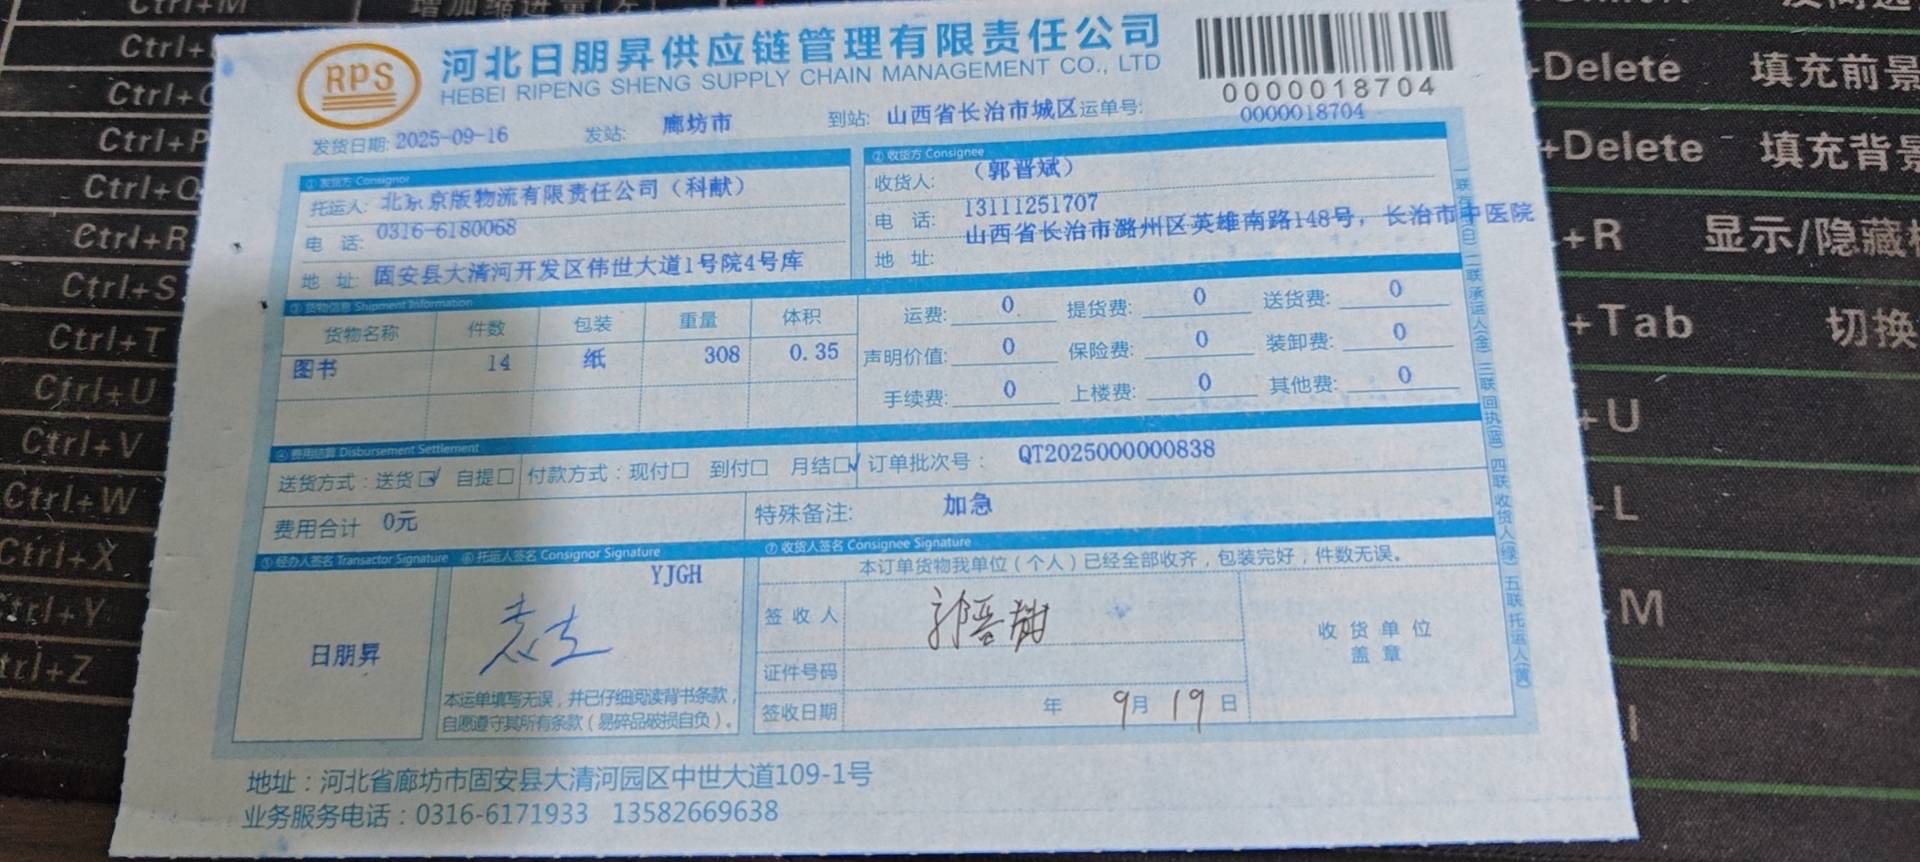 RPS
河北日朋昇供应链管理有限责任公司
HEBEI RIPENG SHENG SUPPLY CHAIN MANAGEMENT CO., LTD
0000018704
发货日期: 2025-09-16 发站: 廊坊市 到站: 山西省长治市城区 运单号: 0000018704
① 发货方 Consignor
托运人: 北京京版物流有限责任公司（科献）
电 话: 0316-6180068
地 址: 固安县大清河开发区伟世大道1号院4号库
② 收货方 Consignee
收货人: （郭晋斌）
电 话: 13111251707
地 址: 山西省长治市潞州区英雄南路148号, 长治市中医院
③ 货物信息 Shipment Information
货物名称 件数 包装 重量 体积
图书 14 纸 308 0.35
运费: 0 提货费: 0 送货费: 0
声明价值: 0 保险费: 0 装卸费: 0
手续费: 0 上楼费: 0 其他费: 0
④ 费用结算 Disbursement Settlement
送货方式：送货☑ 自提☐ 付款方式：现付☐ 到付☐ 月结☑ 订单批次号： QT2025000000838
费用合计 0元 特殊备注: 加急
⑤ 经办人签名 Transactor Signature
日朋昇
⑥ 托运人签名 Consignor Signature
YJGH
本运单填写无误，并已仔细阅读背书条款，
自愿遵守其所有条款（易碎品破损自负）。
⑦ 收货人签名 Consignee Signature
本订单货物我单位（个人）已经全部收齐，包装完好，件数无误。
签 收 人
证件号码
签收日期 年 9月 19日
收 货 单 位
盖 章
二联 承运人(金) 三联 回执(蓝) 四联 收货人(绿) 五联 托运人(黄)
地址：河北省廊坊市固安县大清河园区中世大道109-1号
业务服务电话：0316-6171933 13582669638
Ctrl+M
Ctrl+
Ctrl+
Ctrl+P
Ctrl+O
Ctrl+R
Ctrl+S
Ctrl+T
Ctrl+U
Ctrl+V
Ctrl+W
Ctrl+X
Ctrl+Y
Ctrl+Z
+Delete 填充前景
+Delete 填充背景
+R 显示/隐藏
+Tab 切换
+U
+L
+M